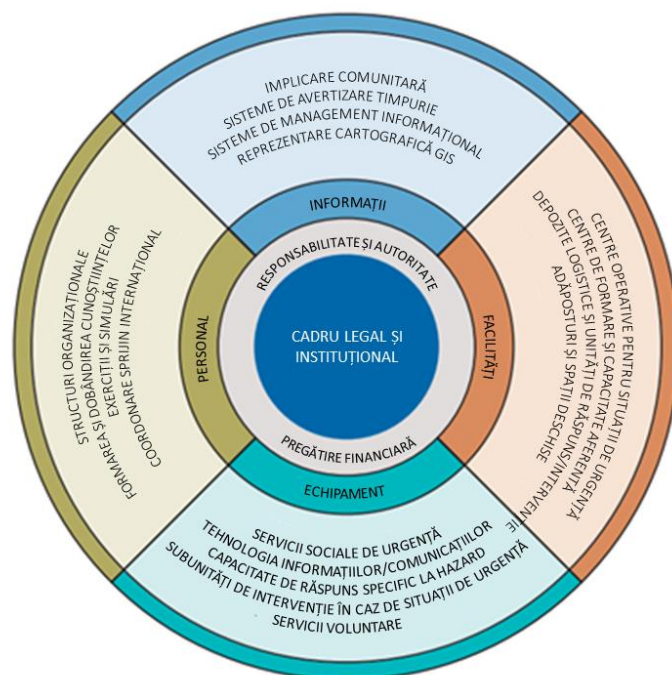 IMPLICARE COMUNITARĂ
SISTEME DE AVERTIZARE TIMPURIE
SISTEME DE MANAGEMENT INFORMAȚIONAL
REPREZENTARE CARTOGRAFICĂ GIS
INFORMAȚII
RESPONSABILITATE ȘI AUTORITATE
CADRU LEGAL ȘI
INSTITUȚIONAL
PREGĂTIRE FINANCIARĂ
PERSONAL
STRUCTURI ORGANIZAȚIONALE
FORMAREA ȘI DOBÂNDIREA CUNOȘTIINȚELOR
EXERCIȚII ȘI SIMULĂRI
COORDONARE SPRIJIN INTERNAȚIONAL
FACILITĂȚI
CENTRE OPERATIVE PENTRU SITUAȚII DE URGENȚĂ
CENTRE DE FORMARE ȘI CAPACITATE AFERENTĂ
DEPOZITE LOGISTICE ȘI UNITĂȚI DE RĂSPUNS/INTERVENȚIE
ADĂPOSTURI ȘI SPAȚII DESCHISE
ECHIPAMENT
SERVICII SOCIALE DE URGENȚĂ
TEHNOLOGIA INFORMAȚIILOR/COMUNICAȚIILOR
CAPACITATE DE RĂSPUNS SPECIFIC LA HAZARD
SUBUNITĂȚI DE INTERVENȚIE ÎN CAZ DE SITUAȚII DE URGENȚĂ
SERVICII VOLUNTARE